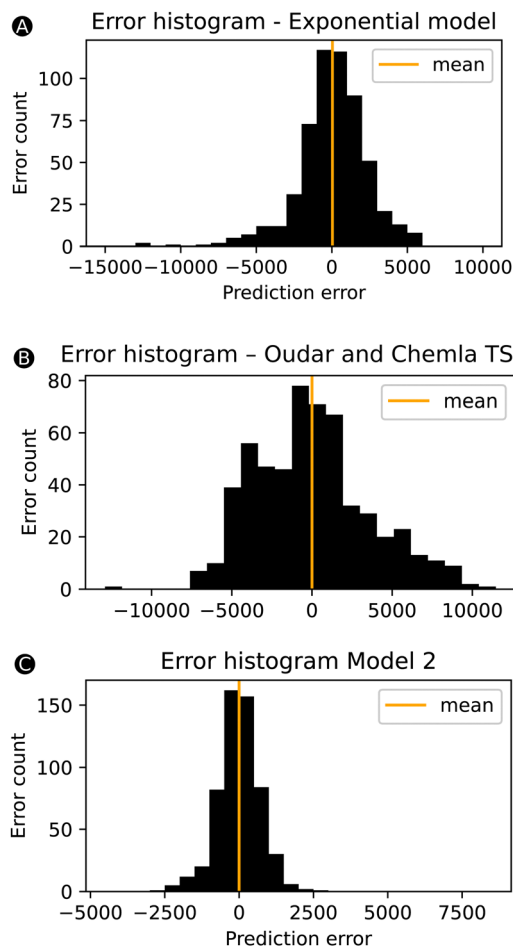 A Error histogram - Exponential model
mean
Error count
100
75
50
25
0
−15000 −10000 −5000 0 5000 10000
Prediction error
B Error histogram – Oudar and Chemla TS
mean
Error count
80
60
40
20
0
−10000 −5000 0 5000 10000
C Error histogram Model 2
mean
Error count
150
100
50
0
−5000 −2500 0 2500 5000 7500
Prediction error